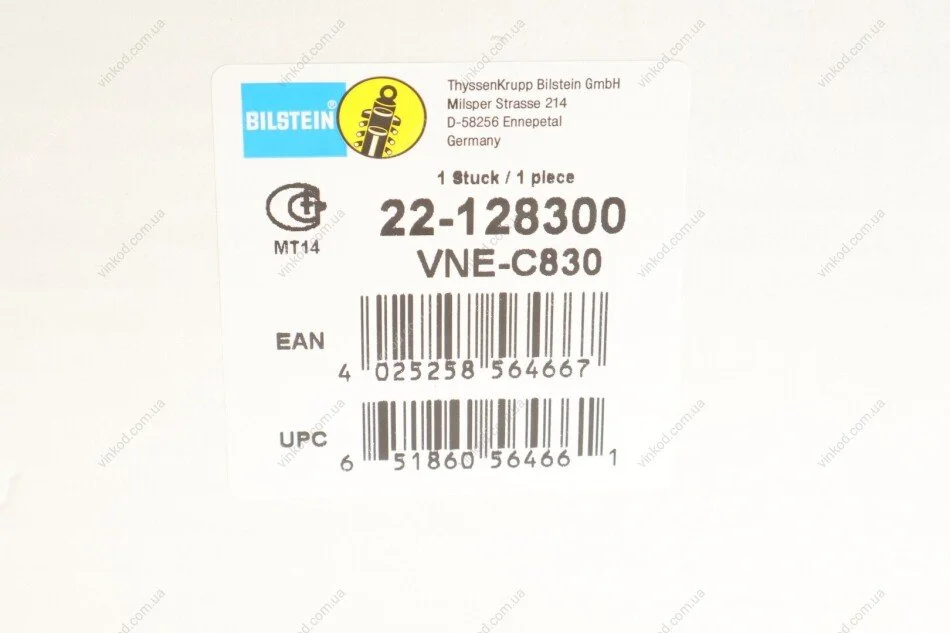 BILSTEIN®
ThyssenKrupp Bilstein GmbH
Milsper Strasse 214
D-58256 Ennepetal
Germany
1 Stuck / 1 piece
22-128300
VNE-C830
MT14
EAN
4 025258 564667
UPC
6 51860 56466 1
vinkod.com.ua